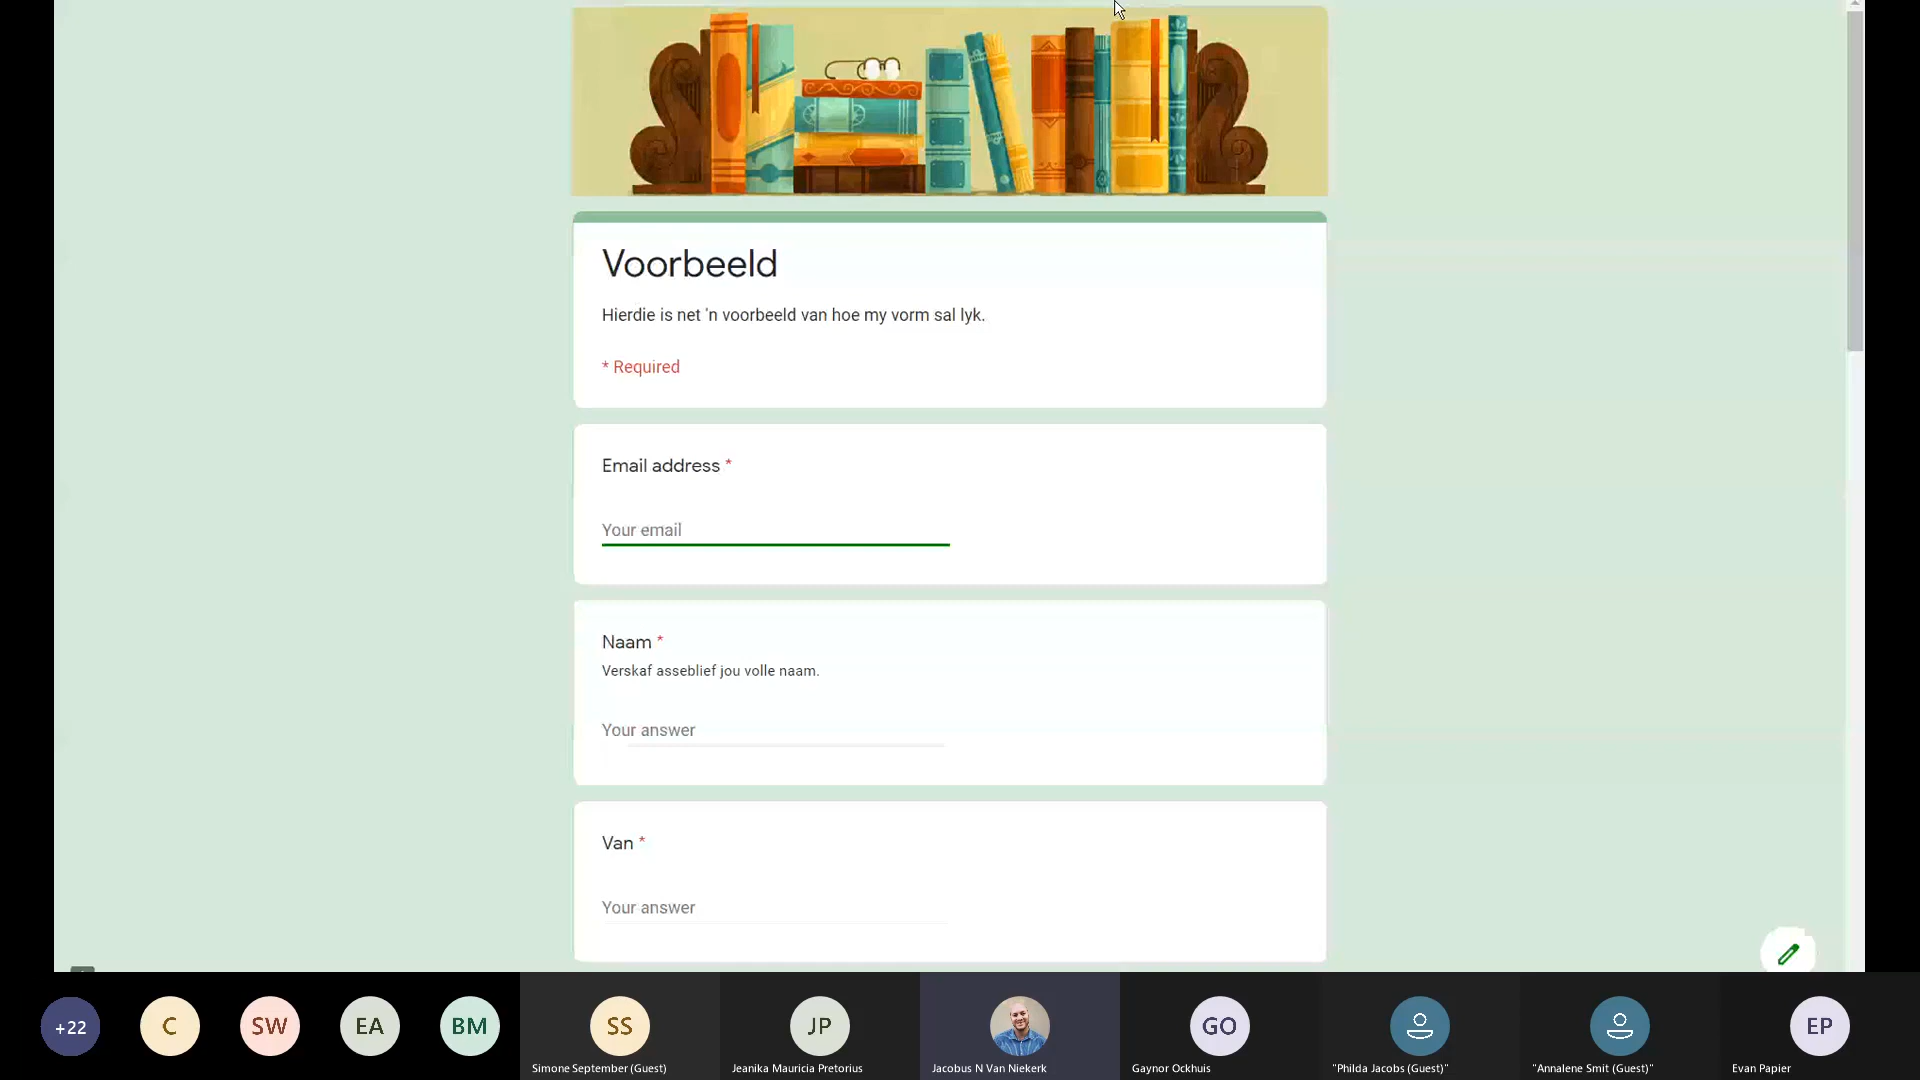 Voorbeeld
Hierdie is net 'n voorbeeld van hoe my vorm sal lyk.
* Required
Email address *
Your email
Naam *
Verskaf asseblief jou volle naam.
Your answer
Van *
Your answer
+22
C
SW
EA
BM
SS
JP
GO
EP
Simone September (Guest)
Jeanika Mauricia Pretorius
Jacobus N Van Niekerk
Gaynor Ockhuis
"Philda Jacobs (Guest)"
"Annalene Smit (Guest)"
Evan Papier